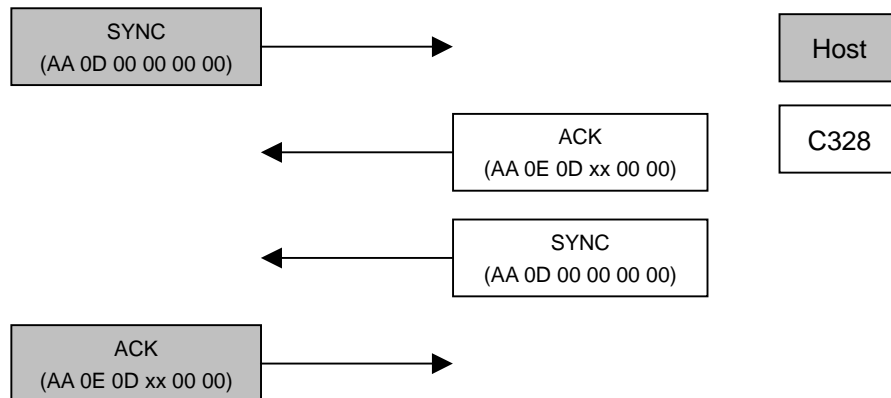 SYNC
(AA 0D 00 00 00 00)
Host
ACK
(AA 0E 0D xx 00 00)
C328
SYNC
(AA 0D 00 00 00 00)
ACK
(AA 0E 0D xx 00 00)